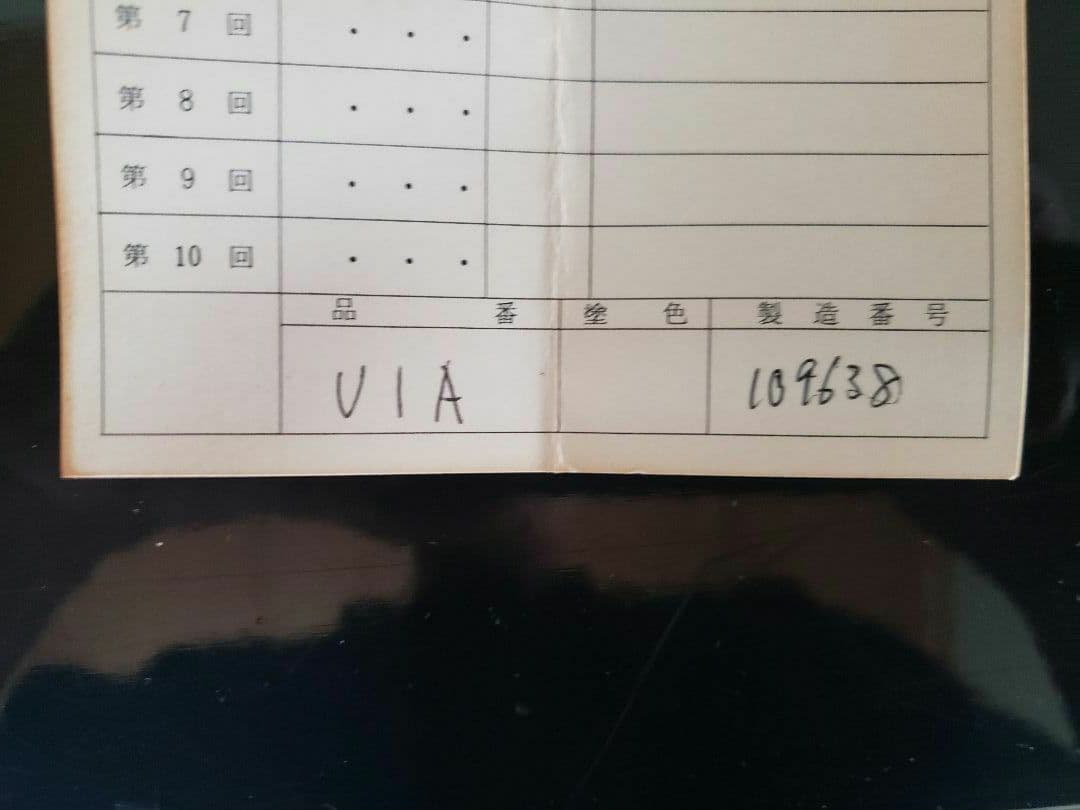 第 7 回 . . .
第 8 回 . . .
第 9 回 . . .
第 10 回 . . .
品 番 塗 色 製 造 番 号
U1A 109638